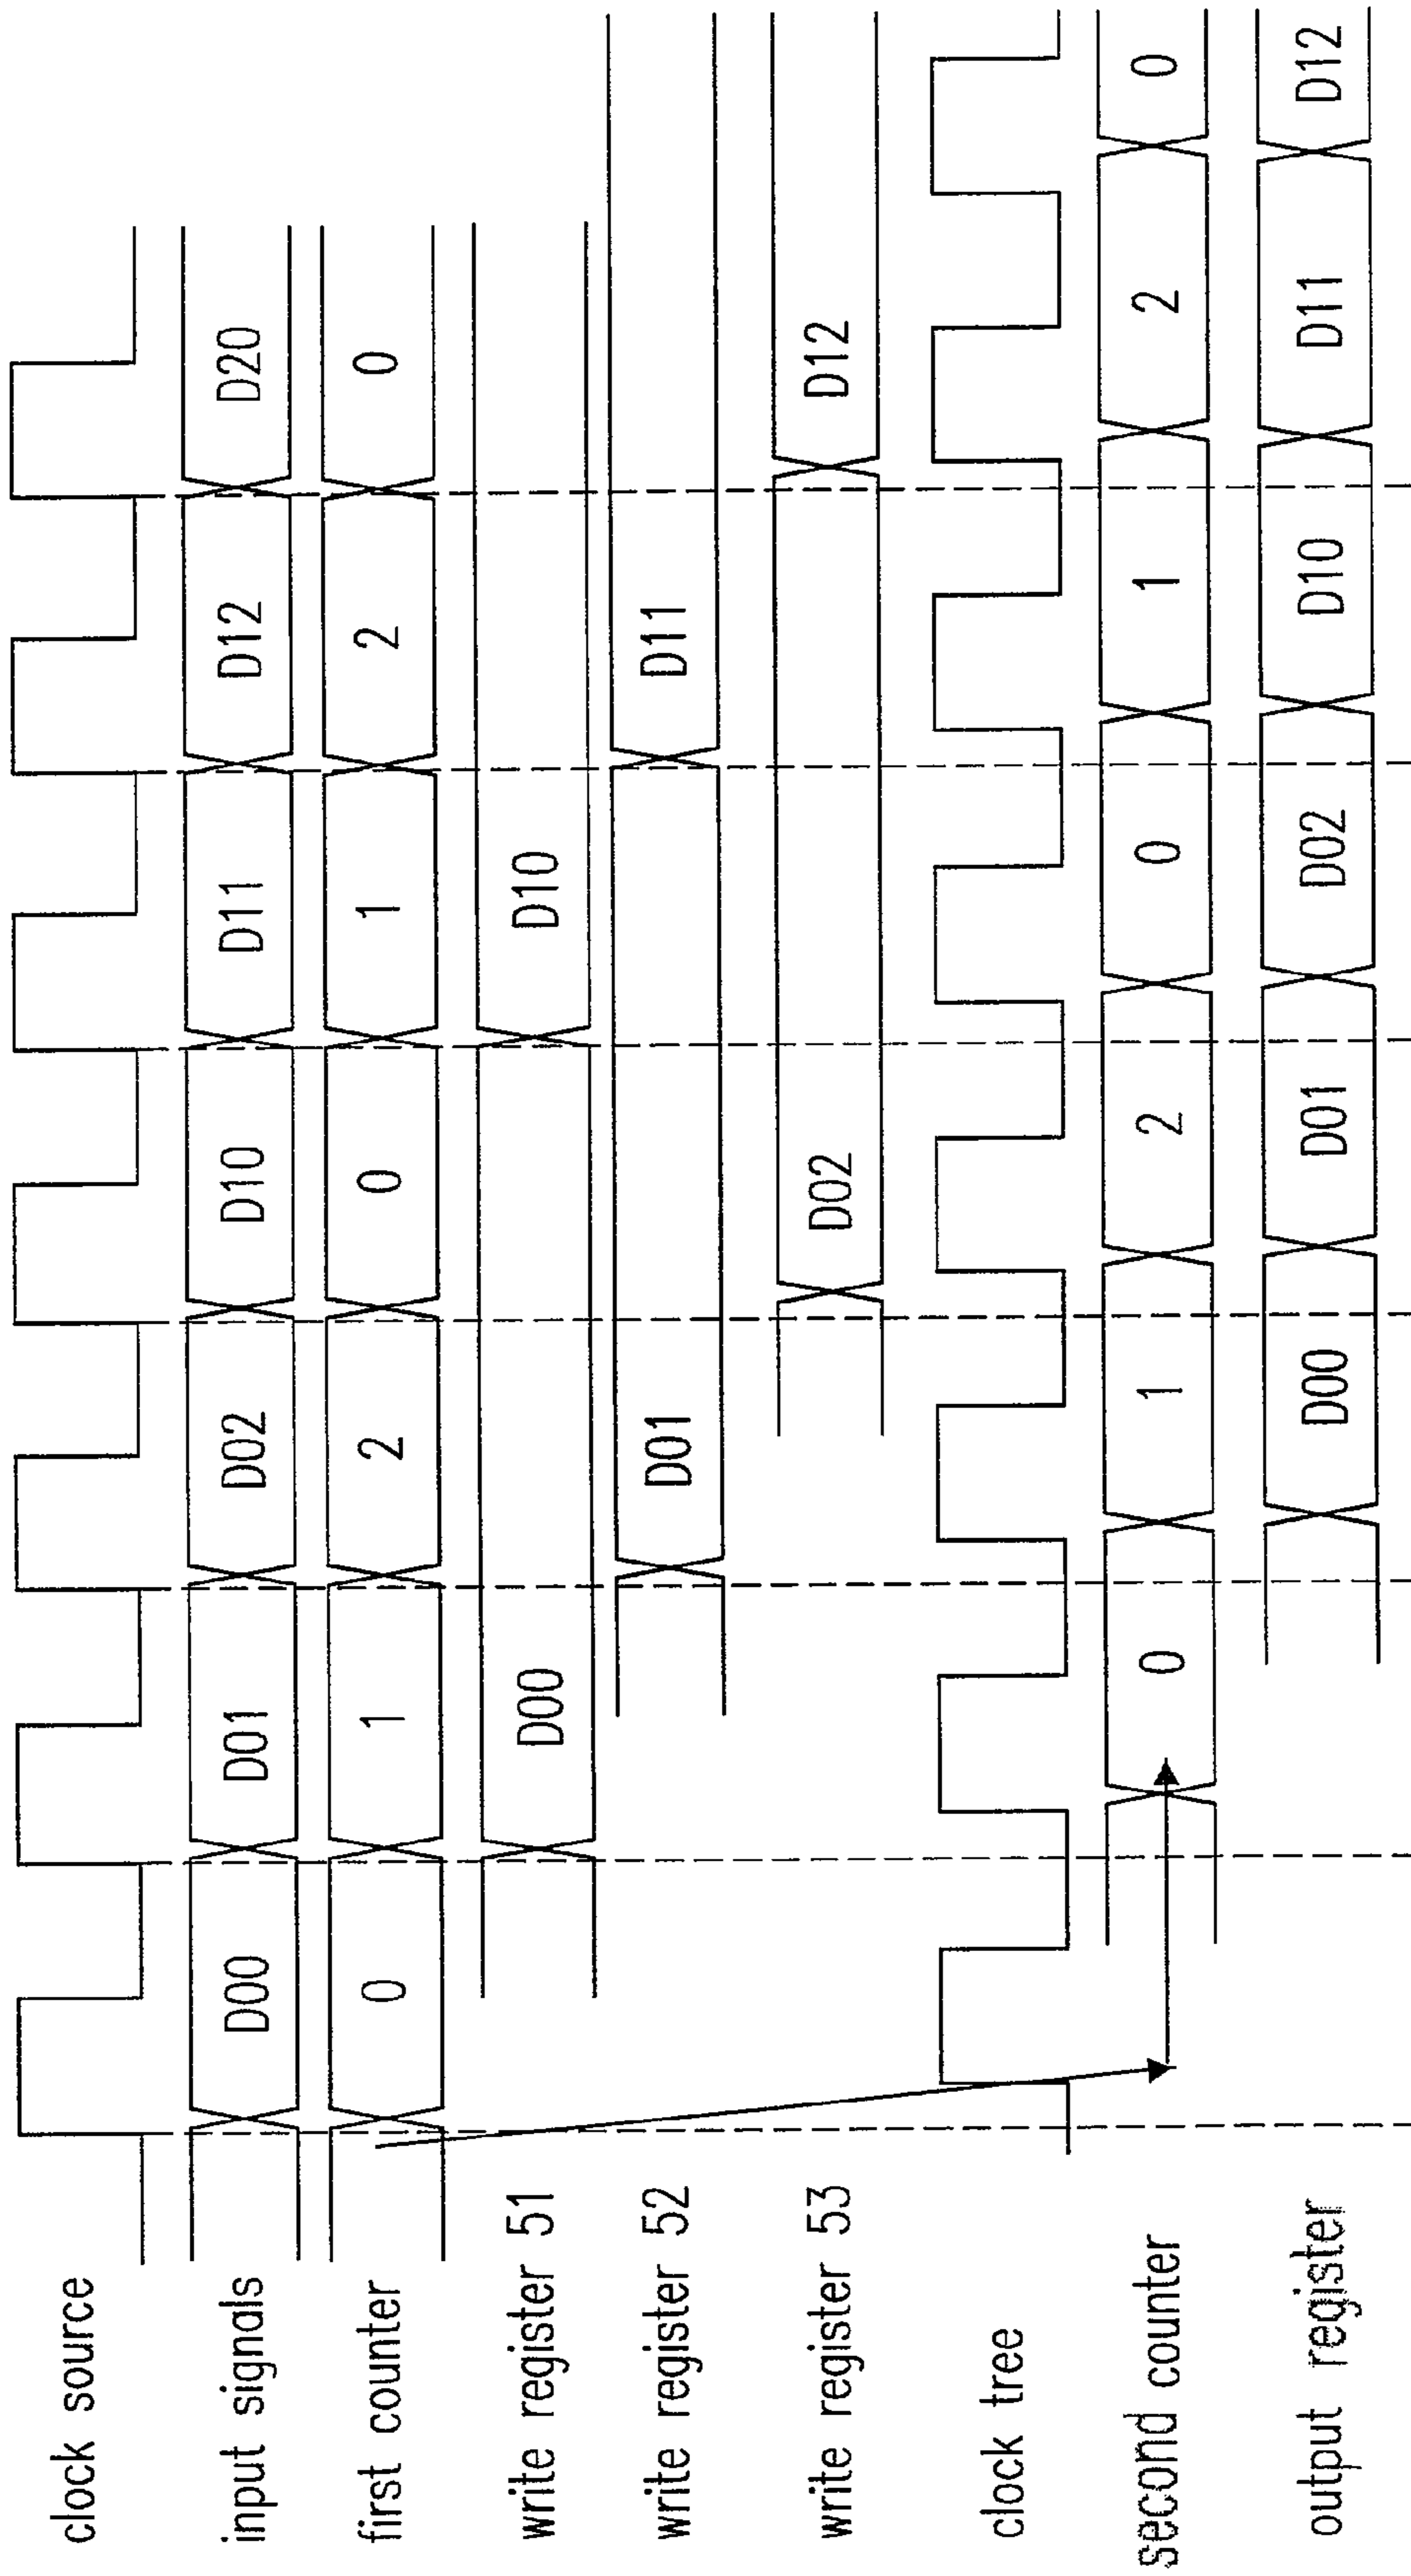 clock source
input signals D00 D01 D02 D10 D11 D12 D20
first counter 0 1 2 0 1 2 0
write register 51 D00 D10
write register 52 D01 D11
write register 53 D02 D12
clock tree
second counter 0 1 2 0 1 2 0
output register D00 D01 D02 D10 D11 D12